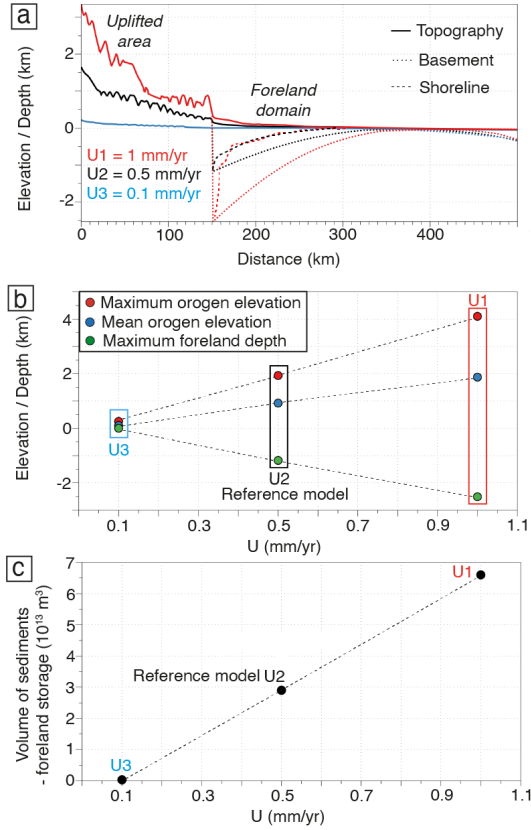 a
Elevation / Depth (km)
2
0
-2
Uplifted
area
Foreland
domain
Topography
Basement
Shoreline
U1 = 1 mm/yr
U2 = 0.5 mm/yr
U3 = 0.1 mm/yr
0 100 200 300 400 500
Distance (km)
b
Elevation / Depth (km)
4
2
0
-2
Maximum orogen elevation
Mean orogen elevation
Maximum foreland depth
U1
U3
U2
Reference model
0.1 0.3 0.5 0.7 0.9 1.1
U (mm/yr)
c
Volume of sediments
- foreland storage (10¹³ m³)
7
6
5
4
3
2
1
0
U1
Reference model U2
U3
0.1 0.3 0.5 0.7 0.9 1.1
U (mm/yr)